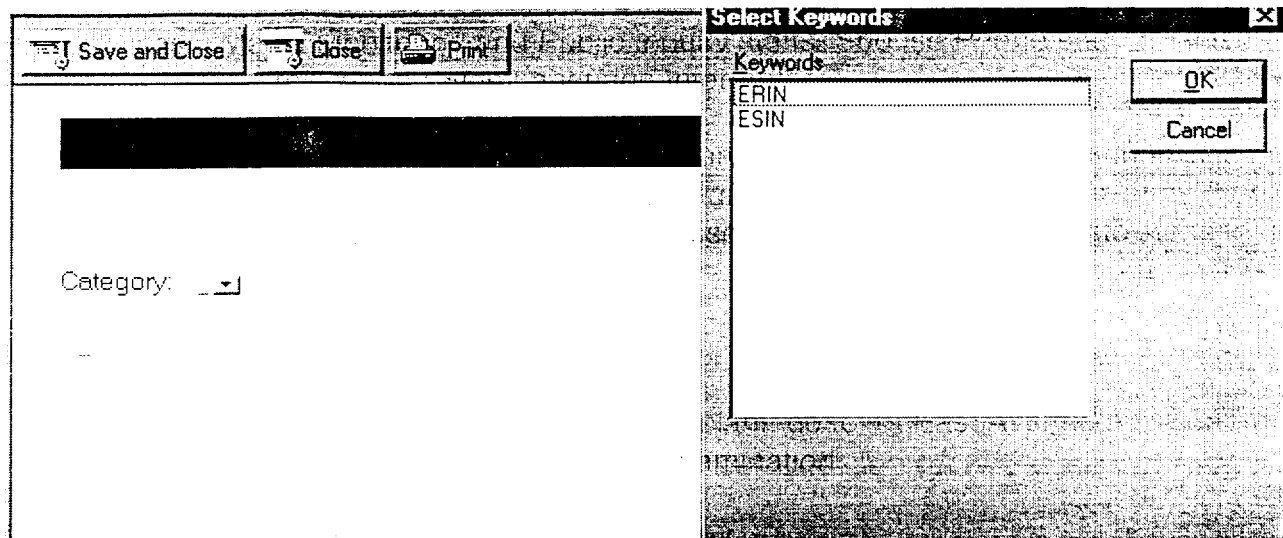 Save and Close
Close
Print
Category:
Select Keywords
Keywords
ERIN
ESIN
OK
Cancel